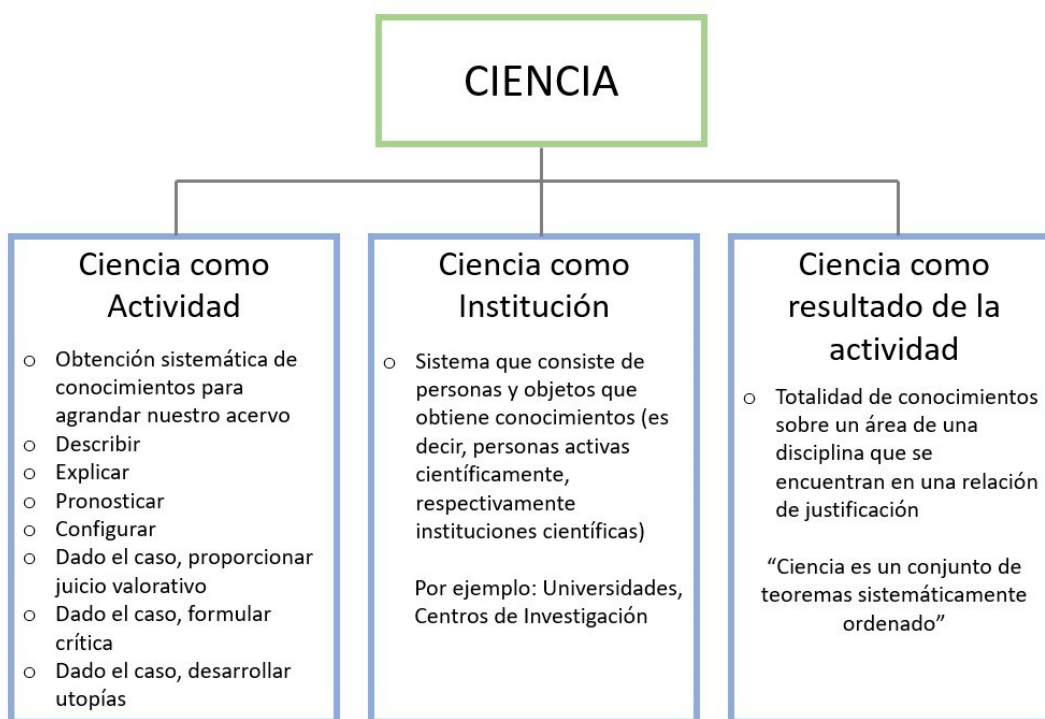 CIENCIA
Ciencia como
Actividad
o Obtención sistemática de
conocimientos para
agrandar nuestro acervo
o Describir
o Explicar
o Pronosticar
o Configurar
o Dado el caso, proporcionar
juicio valorativo
o Dado el caso, formular
crítica
o Dado el caso, desarrollar
utopías
Ciencia como
Institución
o Sistema que consiste de
personas y objetos que
obtiene conocimientos (es
decir, personas activas
científicamente,
respectivamente
instituciones científicas)
Por ejemplo: Universidades,
Centros de Investigación
Ciencia como
resultado de la
actividad
o Totalidad de conocimientos
sobre un área de una
disciplina que se
encuentran en una relación
de justificación
“Ciencia es un conjunto de
teoremas sistemáticamente
ordenado”